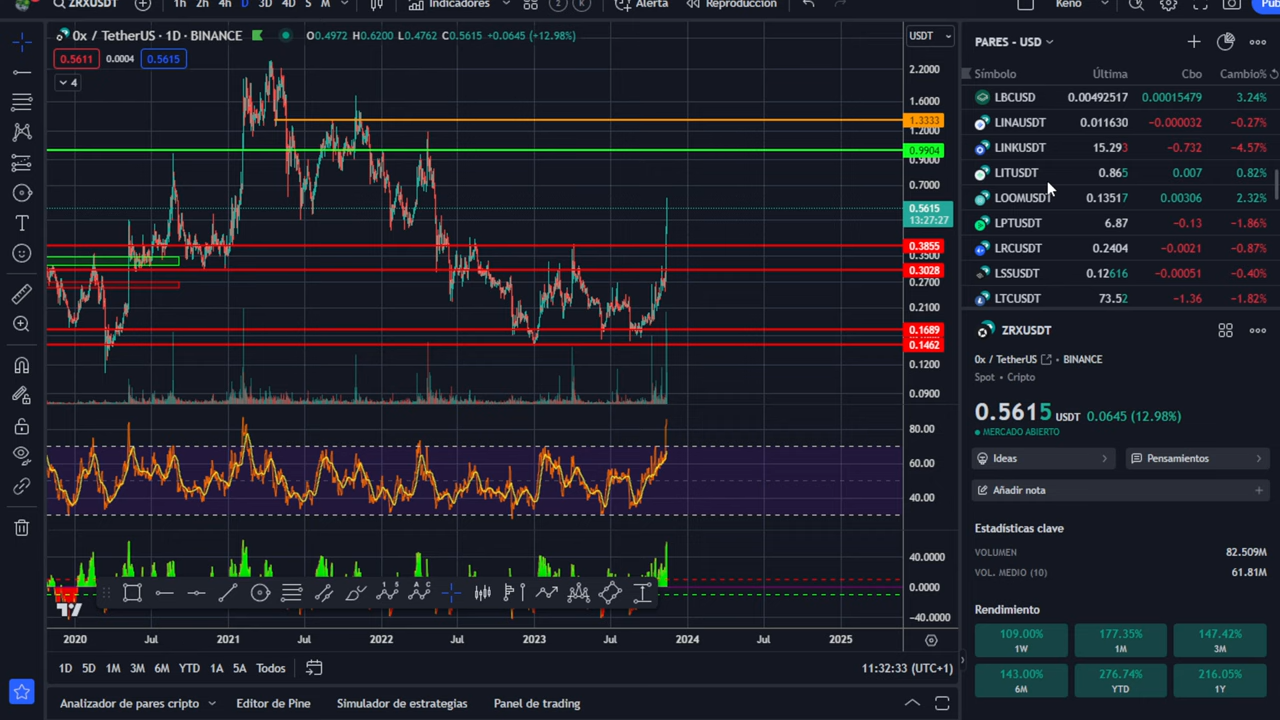 ZRXUSDT
1h 2h 4h D 3D 4D S M
Indicadores
Alerta
Reproducción
Keno
0x / TetherUS · 1D · BINANCE
O0.4972 H0.6200 L0.4762 C0.5615 +0.0645 (+12.98%)
USDT
0.5611 0.0004 0.5615
4
2.2000
1.6000
1.3333
1.2000
0.9904
0.9000
0.7000
0.5615
13:27:27
0.3855
0.3500
0.3028
0.2700
0.2100
0.1689
0.1462
0.1200
0.0900
80.00
60.00
40.00
40.0000
0.0000
-40.0000
2020 Jul 2021 Jul 2022 Jul 2023 Jul 2024 Jul 2025
1D 5D 1M 3M 6M YTD 1A 5A Todos
11:32:33 (UTC+1)
Analizador de pares cripto Editor de Pine Simulador de estrategias Panel de trading
PARES - USD
Símbolo Última Cbo Cambio%
LBCUSD 0.00492517 0.00015479 3.24%
LINAUSDT 0.011630 -0.000032 -0.27%
LINKUSDT 15.293 -0.732 -4.57%
LITUSDT 0.865 0.007 0.82%
LOOMUSDT 0.13517 0.00306 2.32%
LPTUSDT 6.87 -0.13 -1.86%
LRCUSDT 0.2404 -0.0021 -0.87%
LSSUSDT 0.12616 -0.00051 -0.40%
LTCUSDT 73.52 -1.36 -1.82%
ZRXUSDT
0x / TetherUS BINANCE
Spot • Cripto
0.5615 USDT 0.0645 (12.98%)
MERCADO ABIERTO
Ideas
Pensamientos
Añadir nota
Estadísticas clave
VOLUMEN 82.509M
VOL. MEDIO (10) 61.81M
Rendimiento
109.00% 177.35% 147.42%
1W 1M 3M
143.00% 276.74% 216.05%
6M YTD 1Y